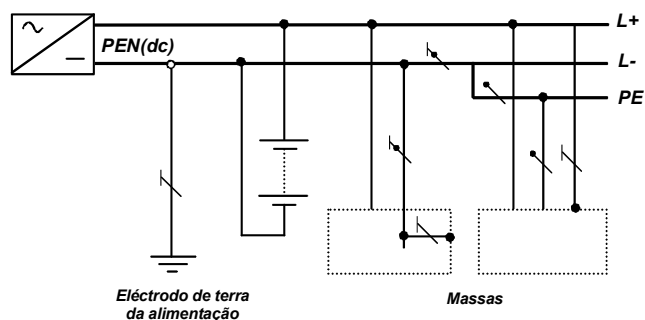 L+
PEN(dc)
L-
PE
Eléctrodo de terra
da alimentação
Massas